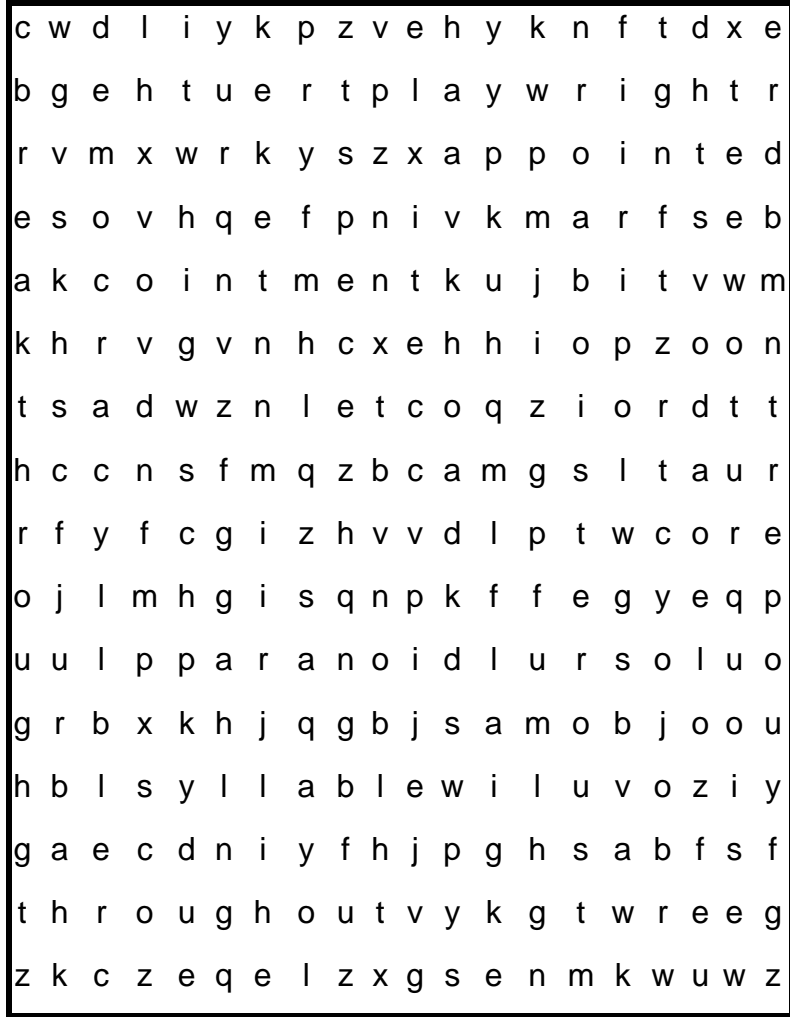 c w d l i y k p z v e h y k n f t d x e
b g e h t u e r t p l a y w r i g h t r
r v m x w r k y s z x a p p o i n t e d
e s o v h q e f p n i v k m a r f s e b
a k c o i n t m e n t k u j b i t v w m
k h r v g v n h c x e h h i o p z o o n
t s a d w z n l e t c o q z i o r d t t
h c c n s f m q z b c a m g s l t a u r
r f y f c g i z h v v d l p t w c o r e
o j l m h g i s q n p k f f e g y e q p
u u l p p a r a n o i d l u r s o l u o
g r b x k h j q g b j s a m o b j o o u
h b l s y l l a b l e w i l u v o z i y
g a e c d n i y f h j p g h s a b f s f
t h r o u g h o u t v y k g t w r e e g
z k c z e q e l z x g s e n m k w u w z